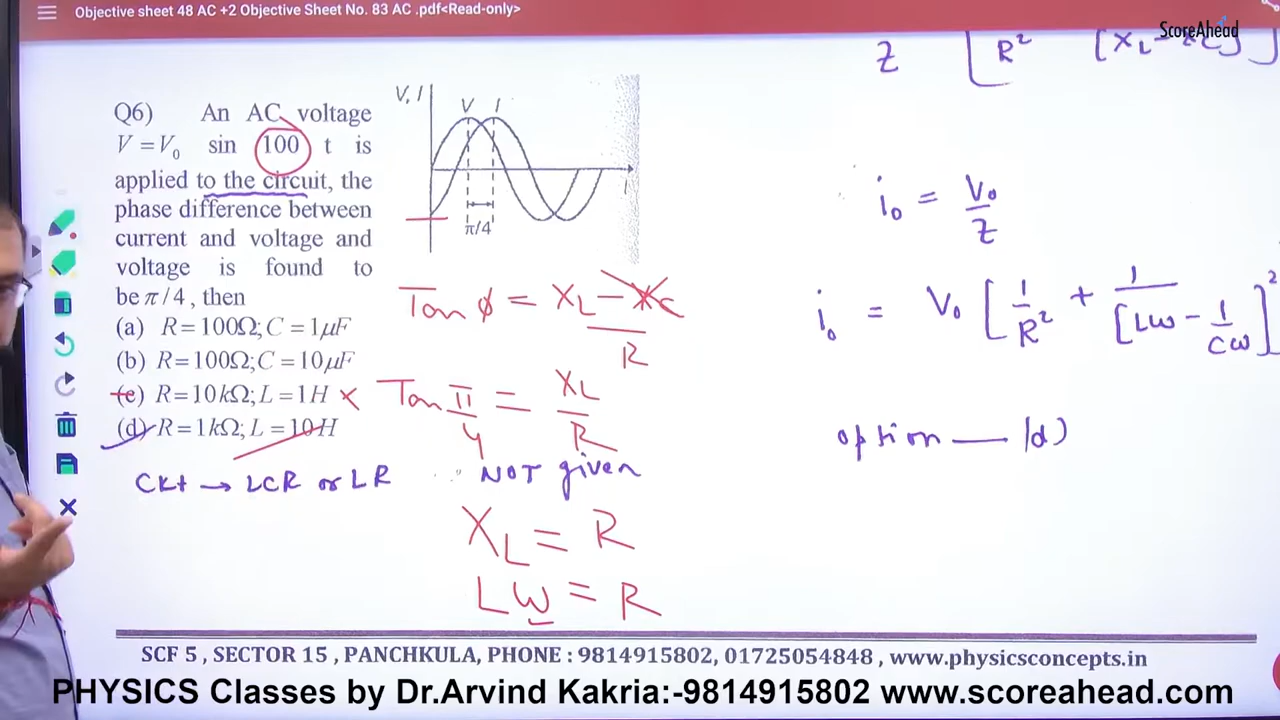 Objective sheet 48 AC +2 Objective Sheet No. 83 AC .pdf<Read-only>
ScoreAhead
Z [ R² [X_L - X_C] ]
Q6) An AC voltage
V = V₀ sin 100 t is
applied to the circuit, the
phase difference between
current and voltage and
voltage is found to
be π / 4 , then
(a) R = 100Ω; C = 1μF
(b) R = 100Ω; C = 10μF
(c) R = 10kΩ; L = 1H ×
(d) R = 1kΩ; L = 10H
Ckt → LCR or LR NOT given
V, I
V I
t
π/4
Tan φ = X_L - X_C / R
Tan π/4 = X_L / R
X_L = R
Lω = R
i₀ = V₀ / Z
i₀ = V₀ [ 1/R² + 1/[Lω - 1/Cω]²
option — (d)
SCF 5 , SECTOR 15 , PANCHKULA, PHONE : 9814915802, 01725054848 , www.physicsconcepts.in
PHYSICS Classes by Dr.Arvind Kakria:-9814915802 www.scoreahead.com